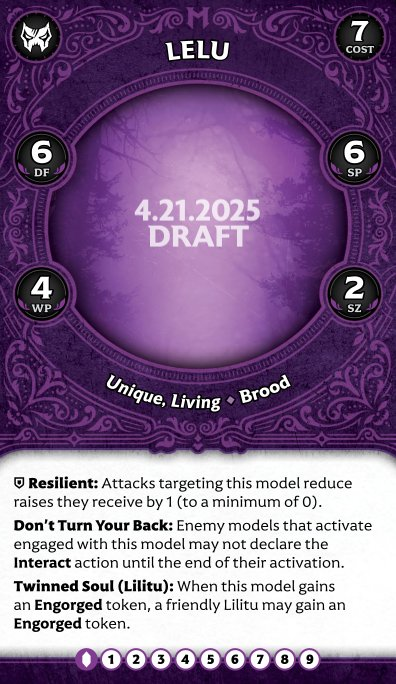 M
LELU
7
COST
6
DF
6
SP
4.21.2025
DRAFT
4
WP
2
SZ
Unique, Living ◆ Brood
Resilient: Attacks targeting this model reduce
raises they receive by 1 (to a minimum of 0).
Don't Turn Your Back: Enemy models that activate
engaged with this model may not declare the
Interact action until the end of their activation.
Twinned Soul (Lilitu): When this model gains
an Engorged token, a friendly Lilitu may gain an
Engorged token.
1 2 3 4 5 6 7 8 9